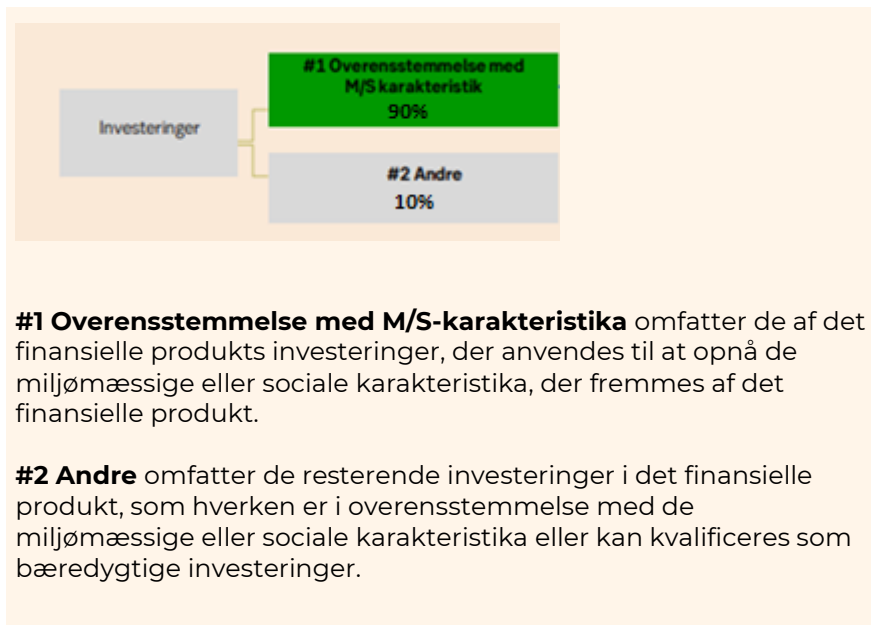 Investeringer
#1 Overensstemmelse med
M/S karakteristik
90%
#2 Andre
10%
#1 Overensstemmelse med M/S-karakteristika omfatter de af det
finansielle produkts investeringer, der anvendes til at opnå de
miljømæssige eller sociale karakteristika, der fremmes af det
finansielle produkt.
#2 Andre omfatter de resterende investeringer i det finansielle
produkt, som hverken er i overensstemmelse med de
miljømæssige eller sociale karakteristika eller kan kvalificeres som
bæredygtige investeringer.